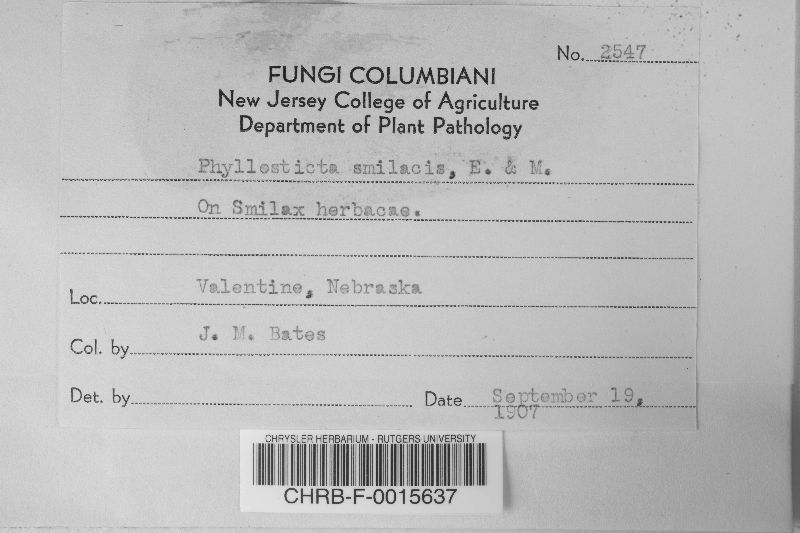 No. 2547
FUNGI COLUMBIANI
New Jersey College of Agriculture
Department of Plant Pathology
Phyllosticta smilacis, E. & M.
On Smilax herbacae.
Loc. Valentine, Nebraska
Col. by J. M. Bates
Det. by
Date September 19,
1907
CHRYSLER HERBARIUM - RUTGERS UNIVERSITY
CHRB-F-0015637